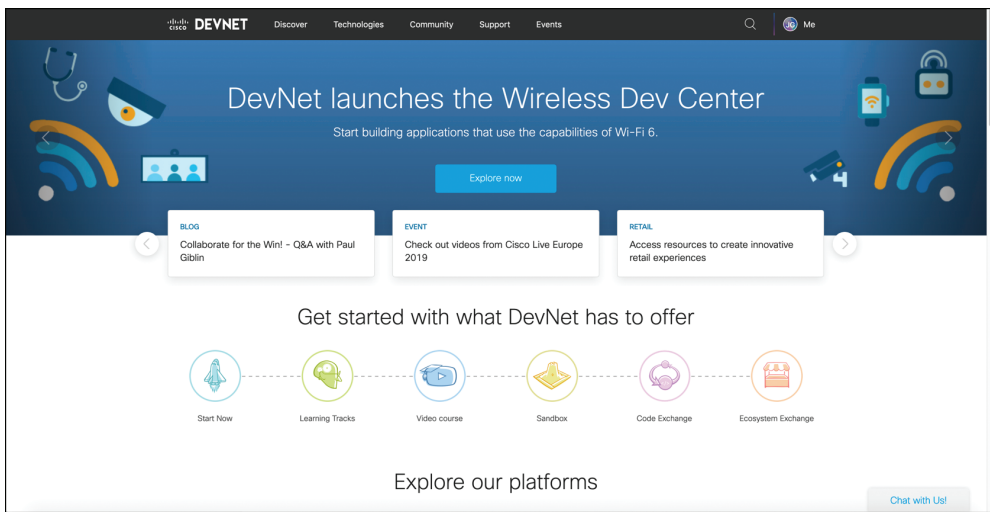 CISCO DEVNET Discover Technologies Community Support Events JG Me
DevNet launches the Wireless Dev Center
Start building applications that use the capabilities of Wi-Fi 6.
Explore now
BLOG
Collaborate for the Win! - Q&A with Paul
Giblin
EVENT
Check out videos from Cisco Live Europe
2019
RETAIL
Access resources to create innovative
retail experiences
Get started with what DevNet has to offer
Start Now Learning Tracks Video course Sandbox Code Exchange Ecosystem Exchange
Explore our platforms
Chat with Us!